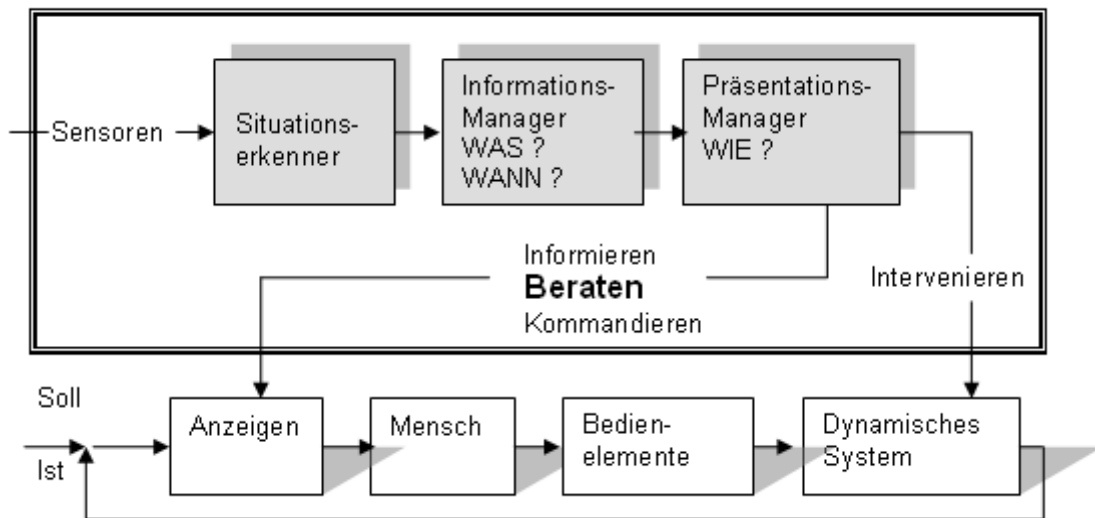 Sensoren
Situations-
erkenner
Informations-
Manager
WAS ?
WANN ?
Präsentations-
Manager
WIE ?
Informieren
Beraten
Kommandieren
Intervenieren
Soll
Ist
Anzeigen
Mensch
Bedien-
elemente
Dynamisches
System